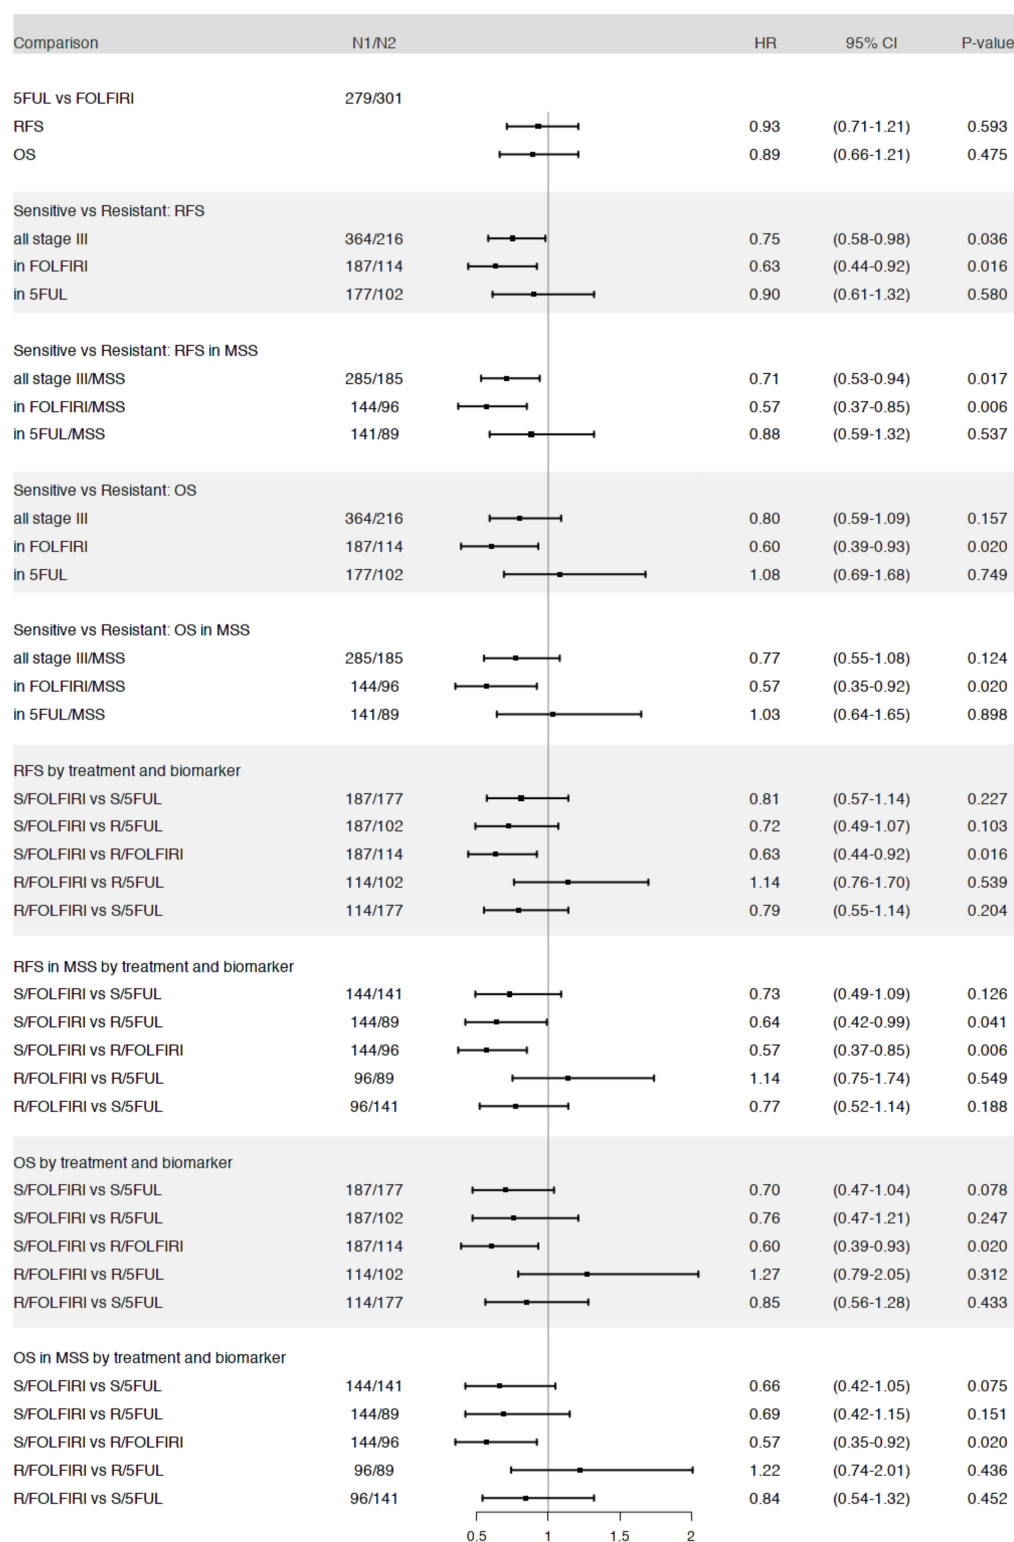 Comparison N1/N2 HR 95% CI P-value
5FUL vs FOLFIRI 279/301
RFS 0.93 (0.71-1.21) 0.593
OS 0.89 (0.66-1.21) 0.475
Sensitive vs Resistant: RFS
all stage III 364/216 0.75 (0.58-0.98) 0.036
in FOLFIRI 187/114 0.63 (0.44-0.92) 0.016
in 5FUL 177/102 0.90 (0.61-1.32) 0.580
Sensitive vs Resistant: RFS in MSS
all stage III/MSS 285/185 0.71 (0.53-0.94) 0.017
in FOLFIRI/MSS 144/96 0.57 (0.37-0.85) 0.006
in 5FUL/MSS 141/89 0.88 (0.59-1.32) 0.537
Sensitive vs Resistant: OS
all stage III 364/216 0.80 (0.59-1.09) 0.157
in FOLFIRI 187/114 0.60 (0.39-0.93) 0.020
in 5FUL 177/102 1.08 (0.69-1.68) 0.749
Sensitive vs Resistant: OS in MSS
all stage III/MSS 285/185 0.77 (0.55-1.08) 0.124
in FOLFIRI/MSS 144/96 0.57 (0.35-0.92) 0.020
in 5FUL/MSS 141/89 1.03 (0.64-1.65) 0.898
RFS by treatment and biomarker
S/FOLFIRI vs S/5FUL 187/177 0.81 (0.57-1.14) 0.227
S/FOLFIRI vs R/5FUL 187/102 0.72 (0.49-1.07) 0.103
S/FOLFIRI vs R/FOLFIRI 187/114 0.63 (0.44-0.92) 0.016
R/FOLFIRI vs R/5FUL 114/102 1.14 (0.76-1.70) 0.539
R/FOLFIRI vs S/5FUL 114/177 0.79 (0.55-1.14) 0.204
RFS in MSS by treatment and biomarker
S/FOLFIRI vs S/5FUL 144/141 0.73 (0.49-1.09) 0.126
S/FOLFIRI vs R/5FUL 144/89 0.64 (0.42-0.99) 0.041
S/FOLFIRI vs R/FOLFIRI 144/96 0.57 (0.37-0.85) 0.006
R/FOLFIRI vs R/5FUL 96/89 1.14 (0.75-1.74) 0.549
R/FOLFIRI vs S/5FUL 96/141 0.77 (0.52-1.14) 0.188
OS by treatment and biomarker
S/FOLFIRI vs S/5FUL 187/177 0.70 (0.47-1.04) 0.078
S/FOLFIRI vs R/5FUL 187/102 0.76 (0.47-1.21) 0.247
S/FOLFIRI vs R/FOLFIRI 187/114 0.60 (0.39-0.93) 0.020
R/FOLFIRI vs R/5FUL 114/102 1.27 (0.79-2.05) 0.312
R/FOLFIRI vs S/5FUL 114/177 0.85 (0.56-1.28) 0.433
OS in MSS by treatment and biomarker
S/FOLFIRI vs S/5FUL 144/141 0.66 (0.42-1.05) 0.075
S/FOLFIRI vs R/5FUL 144/89 0.69 (0.42-1.15) 0.151
S/FOLFIRI vs R/FOLFIRI 144/96 0.57 (0.35-0.92) 0.020
R/FOLFIRI vs R/5FUL 96/89 1.22 (0.74-2.01) 0.436
R/FOLFIRI vs S/5FUL 96/141 0.84 (0.54-1.32) 0.452
0.5 1 1.5 2